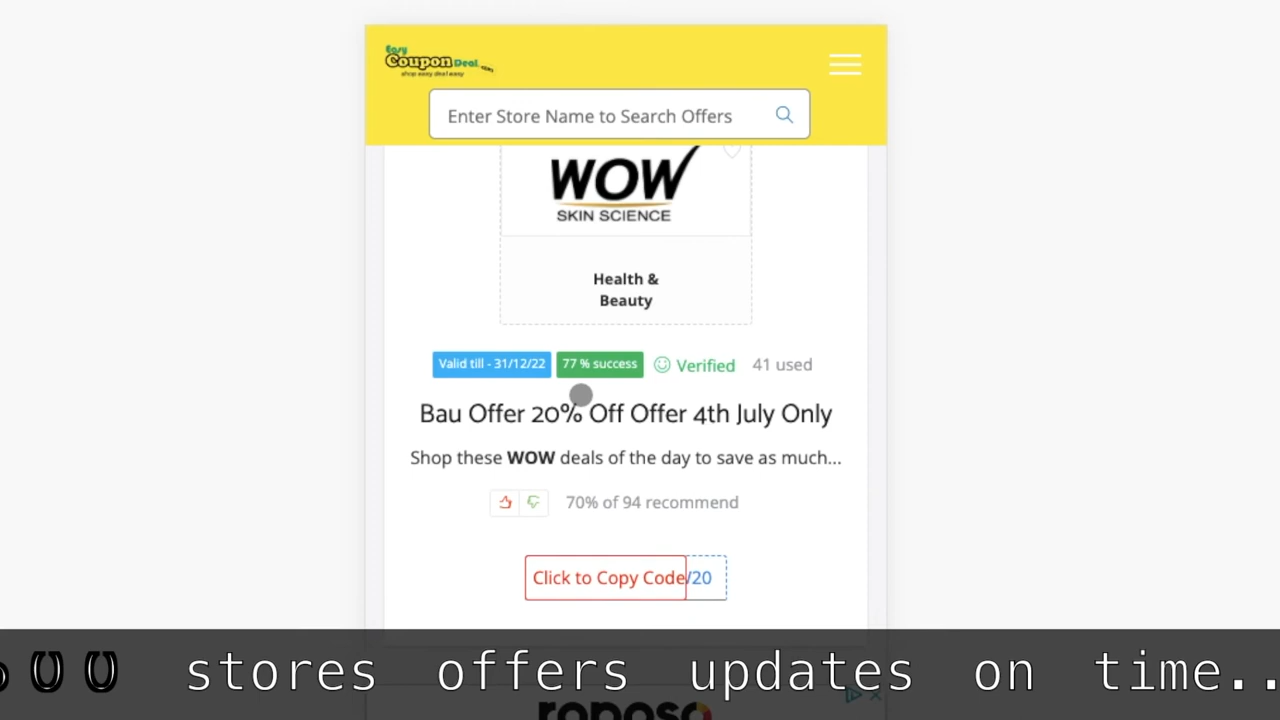 Easy
Coupon Deal .com
shop easy deal easy
Enter Store Name to Search Offers
WOW
SKIN SCIENCE
Health &
Beauty
Valid till - 31/12/22 77 % success Verified 41 used
Bau Offer 20% Off Offer 4th July Only
Shop these WOW deals of the day to save as much...
70% of 94 recommend
Click to Copy Code /20
00 stores offers updates on time..